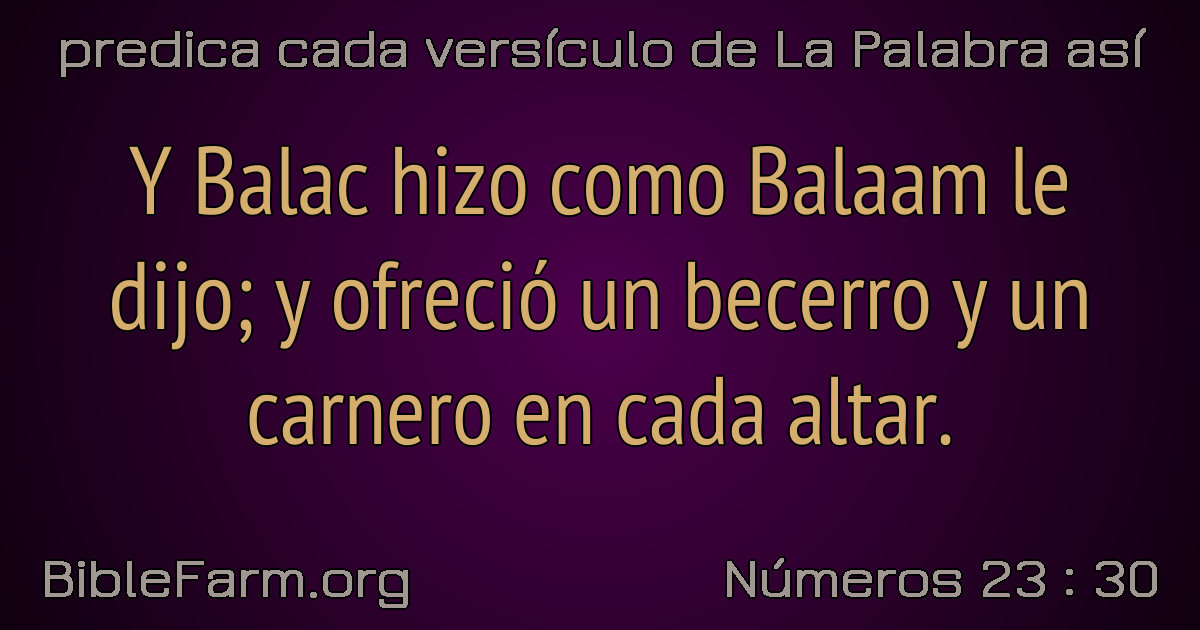 predica cada versículo de La Palabra así
Y Balac hizo como Balaam le
dijo; y ofreció un becerro y un
carnero en cada altar.
BibleFarm.org
Números 23 : 30